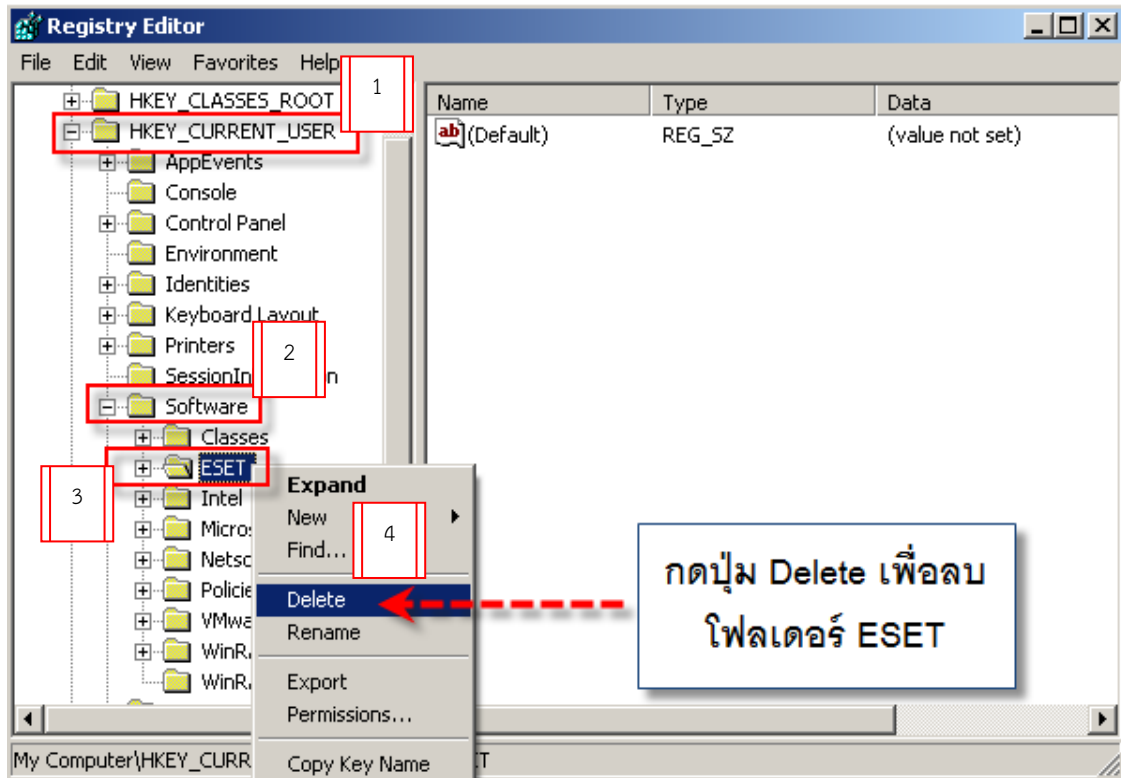 Registry Editor
File Edit View Favorites Help
1
HKEY_CLASSES_ROOT
HKEY_CURRENT_USER
AppEvents
Console
Control Panel
Environment
Identities
Keyboard Layout
Printers
2
Software
Classes
3
ESET
Intel
Name Type Data
(Default) REG_SZ (value not set)
Expand
New
4
Find...
Delete
Rename
Export
Permissions...
Copy Key Name
กดปุ่ม Delete เพื่อลบ
โฟลเดอร์ ESET
My Computer\HKEY_CURR